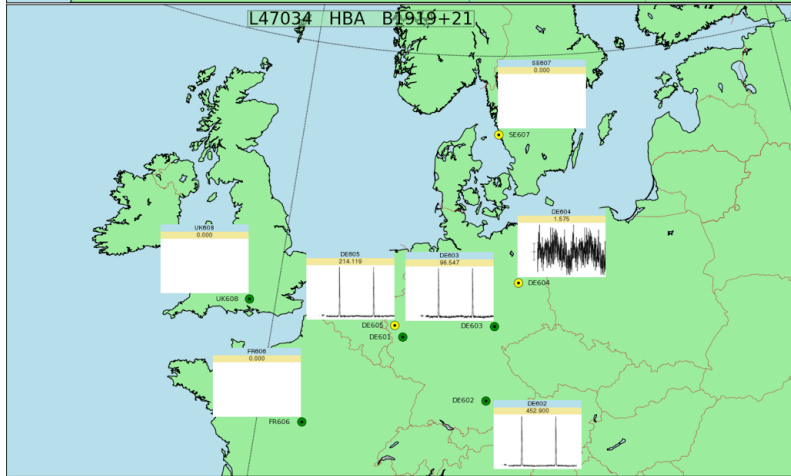 L47034 HBA B1919+21
SE607
0.000
SE607
DE604
1.575
UK608
0.000
DE605
214.119
DE603
96.547
DE604
UK608
DE605
DE603
DE601
FR606
0.000
DE602
DE602
452.900
FR606